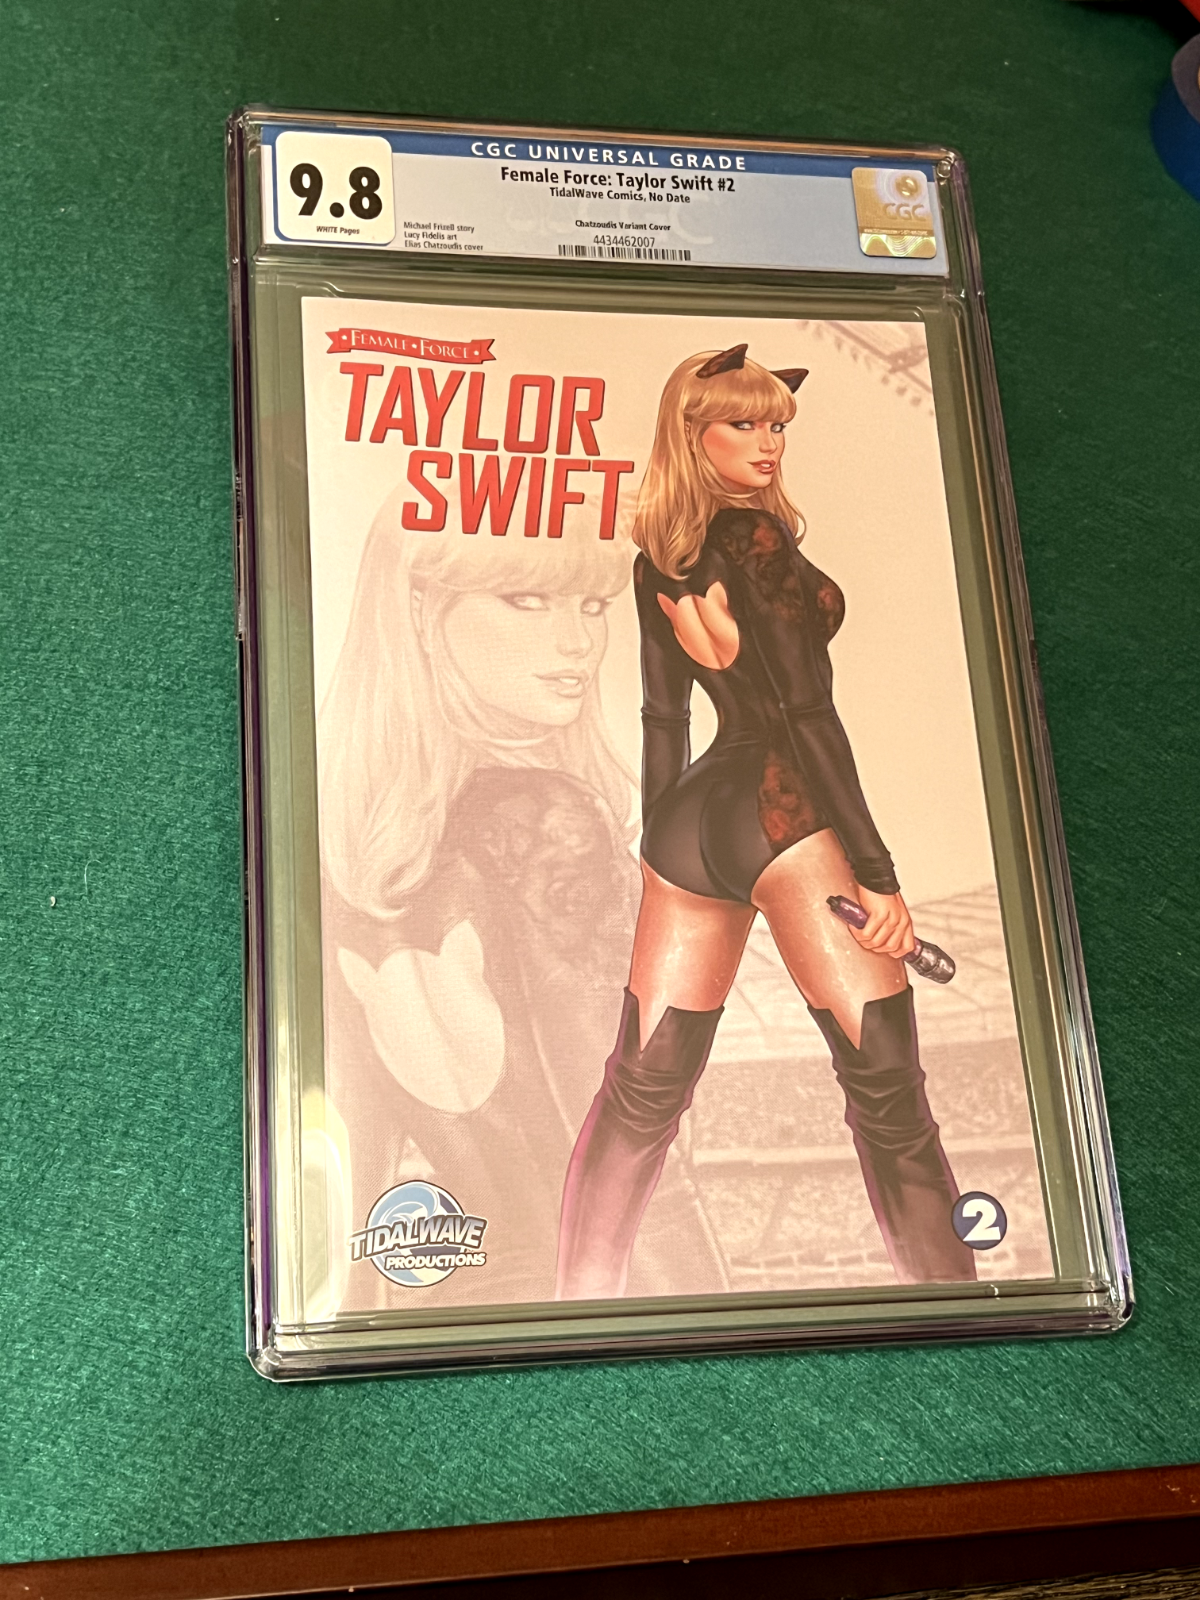 CGC UNIVERSAL GRADE
9.8
WHITE Pages
Female Force: Taylor Swift #2
TidalWave Comics, No Date
Michael Frizell story
Lucy Fidelis art
Elias Chatzoudis cover
Chatzoudis Variant Cover
4434462007
CGC
FEMALE • FORCE
TAYLOR
SWIFT
TIDALWAVE
PRODUCTIONS
2